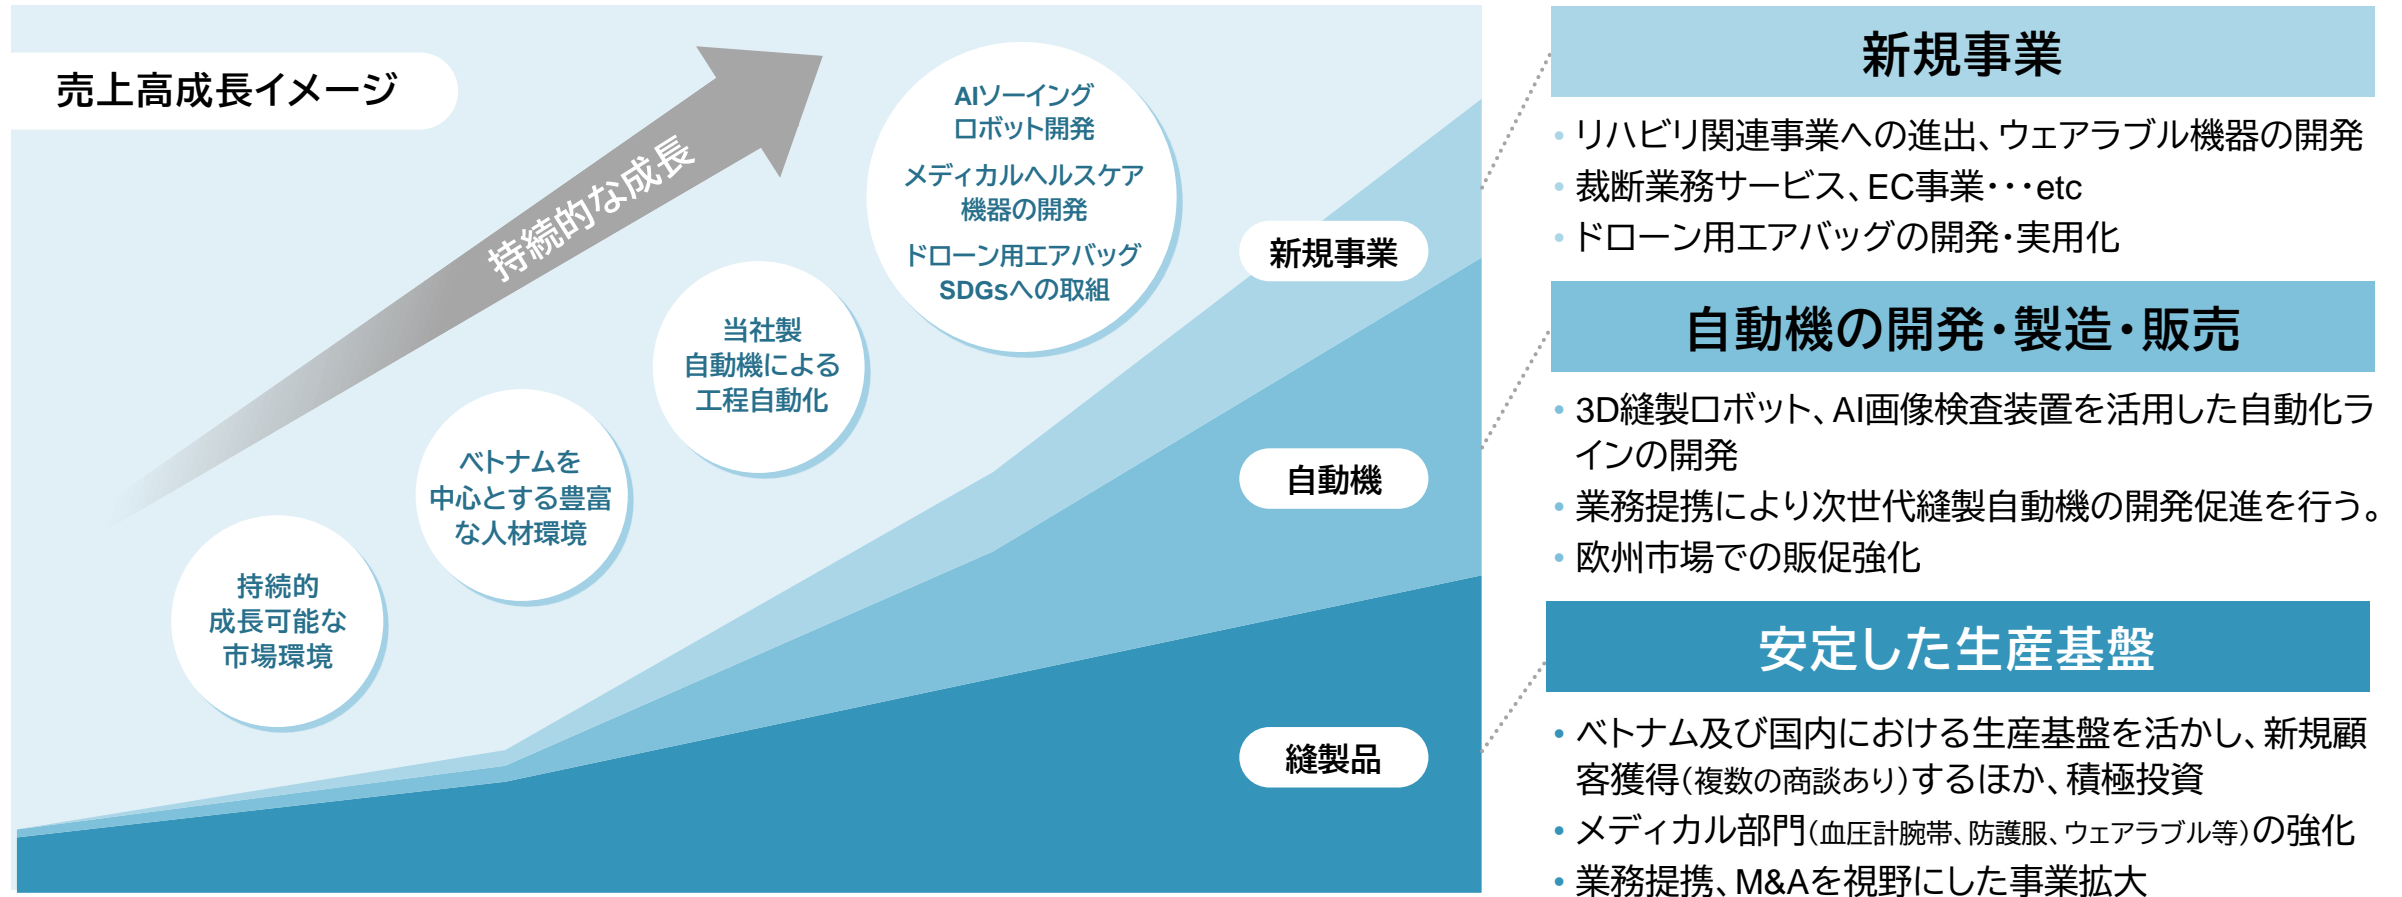 売上高成長イメージ
持続的な成長
AIソーイング
ロボット開発
メディカルヘルスケア
機器の開発
ドローン用エアバッグ
SDGsへの取組
当社製
自動機による
工程自動化
ベトナムを
中心とする豊富
な人材環境
持続的
成長可能な
市場環境
新規事業
自動機
縫製品
新規事業
・リハビリ関連事業への進出、ウェアラブル機器の開発
・裁断業務サービス、EC事業・・・etc
・ドローン用エアバッグの開発・実用化
自動機の開発・製造・販売
・3D縫製ロボット、AI画像検査装置を活用した自動化ラ
インの開発
・業務提携により次世代縫製自動機の開発促進を行う。
・欧州市場での販促強化
安定した生産基盤
・ベトナム及び国内における生産基盤を活かし、新規顧
客獲得（複数の商談あり）するほか、積極投資
・メディカル部門（血圧計腕帯、防護服、ウェアラブル等）の強化
・業務提携、M&Aを視野にした事業拡大